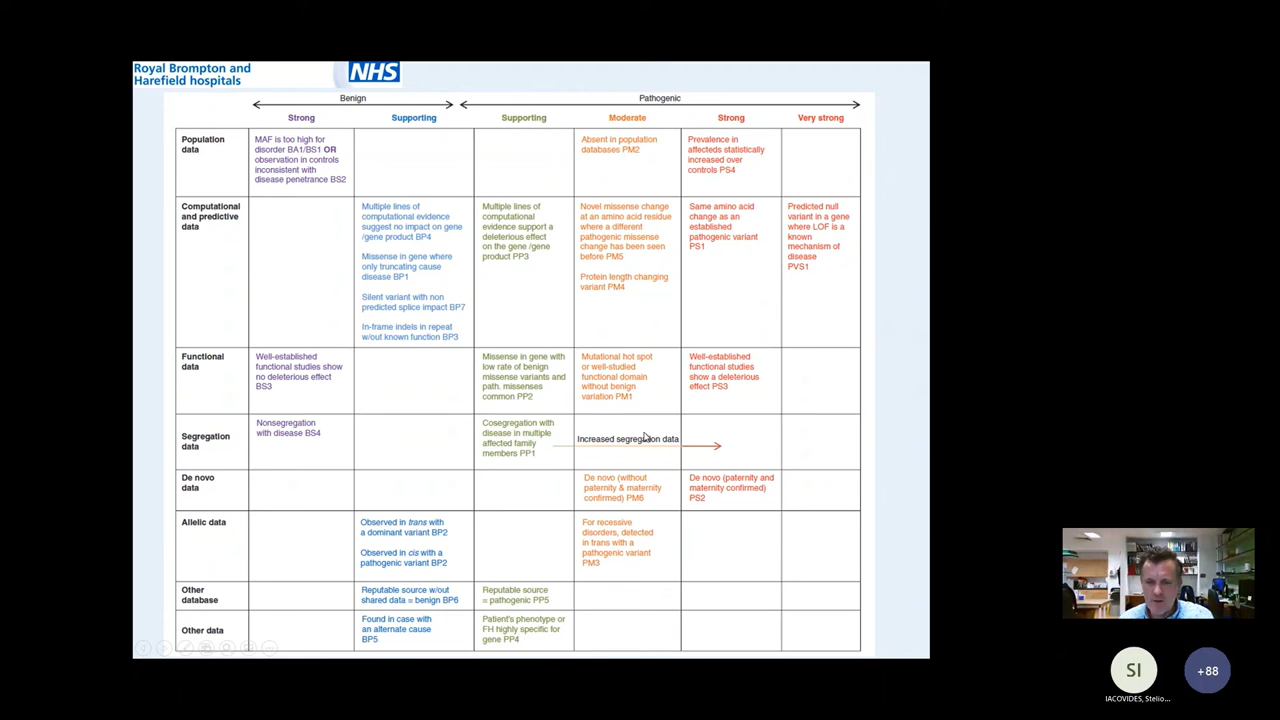 Royal Brompton and
Harefield hospitals
NHS
Benign
Pathogenic
Strong
Supporting
Supporting
Moderate
Strong
Very strong
Population
data
MAF is too high for
disorder BA1/BS1 OR
observation in controls
inconsistent with
disease penetrance BS2
Absent in population
databases PM2
Prevalence in
affecteds statistically
increased over
controls PS4
Computational
and predictive
data
Multiple lines of
computational evidence
suggest no impact on gene
/gene product BP4
Missense in gene where
only truncating cause
disease BP1
Silent variant with non
predicted splice impact BP7
In-frame indels in repeat
w/out known function BP3
Multiple lines of
computational
evidence support a
deleterious effect
on the gene /gene
product PP3
Novel missense change
at an amino acid residue
where a different
pathogenic missense
change has been seen
before PM5
Protein length changing
variant PM4
Same amino acid
change as an
established
pathogenic variant
PS1
Predicted null
variant in a gene
where LOF is a
known
mechanism of
disease
PVS1
Functional
data
Well-established
functional studies show
no deleterious effect
BS3
Missense in gene with
low rate of benign
missense variants and
path. missenses
common PP2
Mutational hot spot
or well-studied
functional domain
without benign
variation PM1
Well-established
functional studies
show a deleterious
effect PS3
Segregation
data
Nonsegregation
with disease BS4
Cosegregation with
disease in multiple
affected family
members PP1
Increased segregation data
De novo
data
De novo (without
paternity & maternity
confirmed) PM6
De novo (paternity and
maternity confirmed)
PS2
Allelic data
Observed in trans with
a dominant variant BP2
Observed in cis with a
pathogenic variant BP2
For recessive
disorders, detected
in trans with a
pathogenic variant
PM3
Other
database
Reputable source w/out
shared data = benign BP6
Reputable source
= pathogenic PP5
Other data
Found in case with
an alternate cause
BP5
Patient's phenotype or
FH highly specific for
gene PP4
SI
+88
IACOVIDES, Stelio...